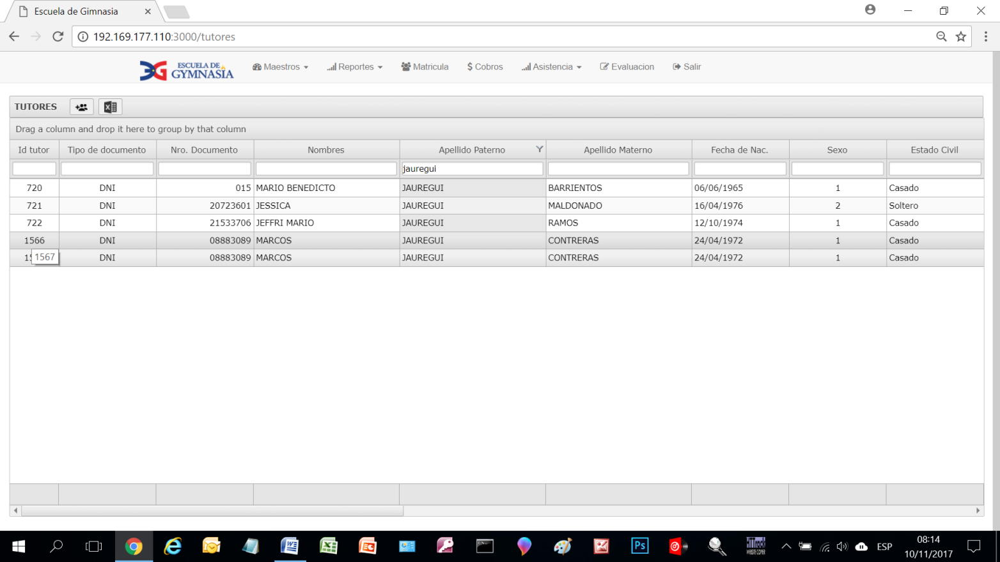 Escuela de Gimnasia
192.169.177.110:3000/tutores
ESCUELA DE
GYMNASIA
Maestros
Reportes
Matricula
$ Cobros
Asistencia
Evaluacion
Salir
TUTORES
Drag a column and drop it here to group by that column
Id tutor Tipo de documento Nro. Documento Nombres Apellido Paterno Apellido Materno Fecha de Nac. Sexo Estado Civil
jauregui
720 DNI 015 MARIO BENEDICTO JAUREGUI BARRIENTOS 06/06/1965 1 Casado
721 DNI 20723601 JESSICA JAUREGUI MALDONADO 16/04/1976 2 Soltero
722 DNI 21533706 JEFFRI MARIO JAUREGUI RAMOS 12/10/1974 1 Casado
1566 DNI 08883089 MARCOS JAUREGUI CONTRERAS 24/04/1972 1 Casado
1567 DNI 08883089 MARCOS JAUREGUI CONTRERAS 24/04/1972 1 Casado
Ps
ESP
08:14
10/11/2017